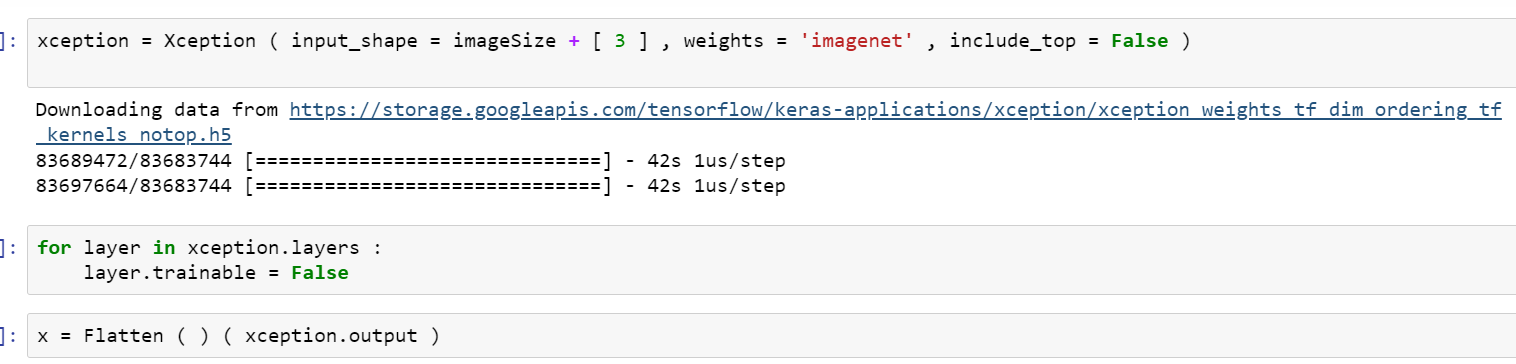 ]: xception = Xception ( input_shape = imageSize + [ 3 ] , weights = 'imagenet' , include_top = False )
Downloading data from https://storage.googleapis.com/tensorflow/keras-applications/xception/xception_weights_tf_dim_ordering_tf
_kernels_notop.h5
83689472/83683744 [==============================] - 42s 1us/step
83697664/83683744 [==============================] - 42s 1us/step
]: for layer in xception.layers :
    layer.trainable = False
]: x = Flatten ( ) ( xception.output )